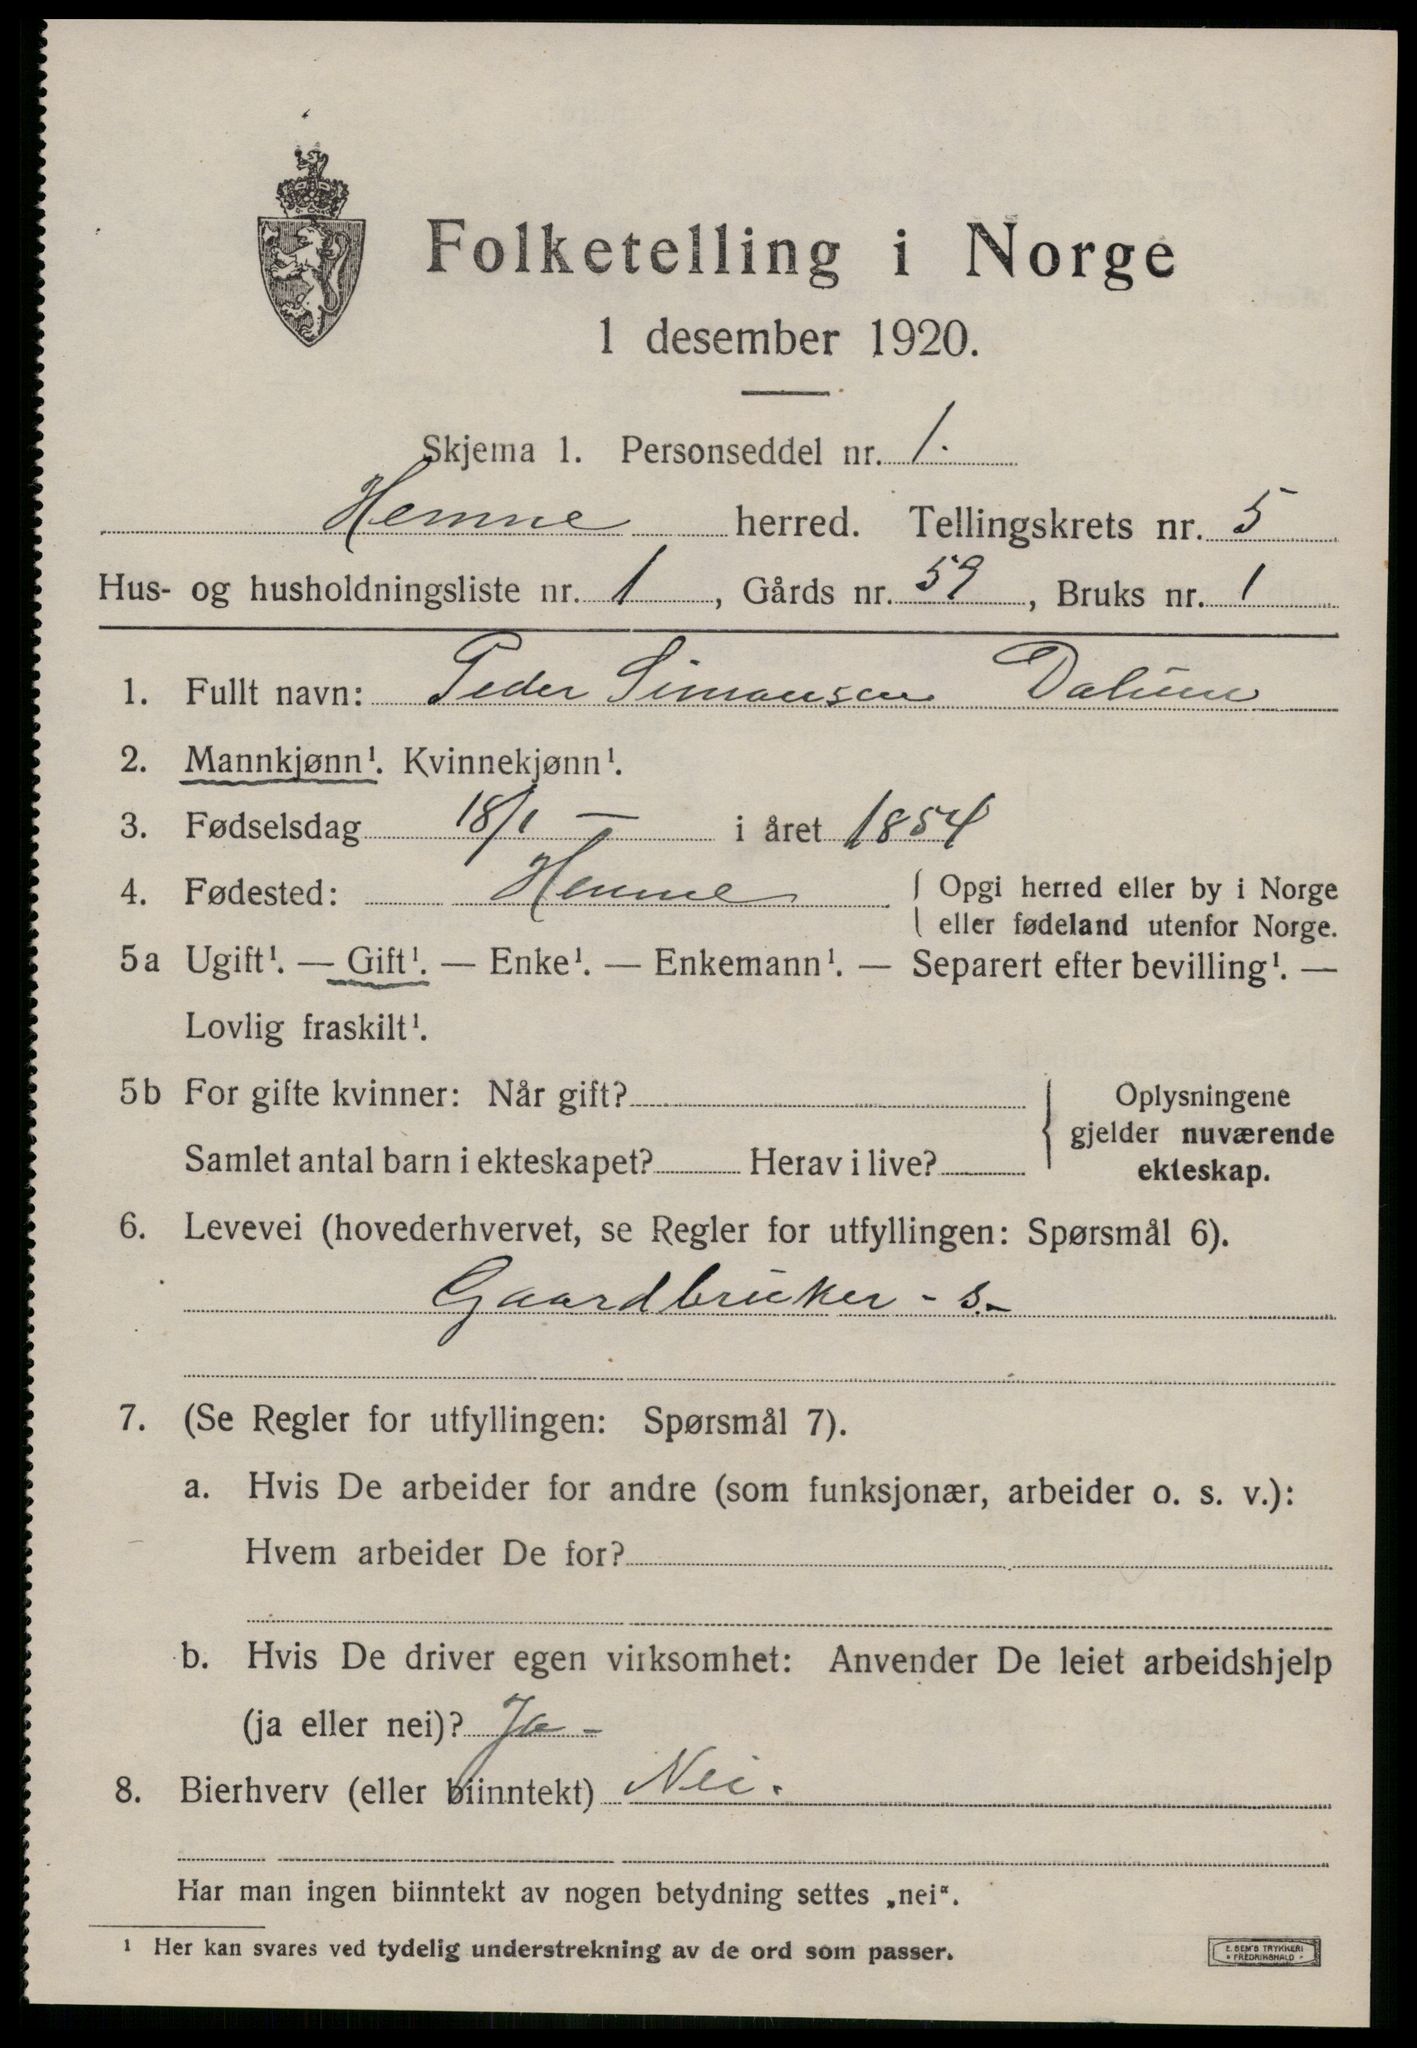 Folketelling i Norge
1 desember 1920.
Skjema 1. Personseddel nr. 1.
Hemne herred. Tellingskrets nr. 5
Hus- og husholdningsliste nr. 1, Gårds nr. 59, Bruks nr. 1
1. Fullt navn: Peder Simonsen Dalum
2. Mannkjønn¹. Kvinnekjønn¹.
3. Fødselsdag 18/1 — i året 1854
4. Fødested: Hemne { Opgi herred eller by i Norge
eller fødeland utenfor Norge.
5a Ugift¹. — Gift¹. — Enke¹. — Enkemann¹. — Separert efter bevilling¹. —
Lovlig fraskilt¹.
5b For gifte kvinner: Når gift?
Samlet antal barn i ekteskapet? Herav i live?
{ Oplysningene
gjelder nuværende
ekteskap.
6. Levevei (hovederhvervet, se Regler for utfyllingen: Spørsmål 6).
Gaardbruker - s.-
7. (Se Regler for utfyllingen: Spørsmål 7).
a. Hvis De arbeider for andre (som funksjonær, arbeider o. s. v.):
Hvem arbeider De for?
b. Hvis De driver egen virksomhet: Anvender De leiet arbeidshjelp
(ja eller nei)? Ja -
8. Bierhverv (eller biinntekt) Nei.
Har man ingen biinntekt av nogen betydning settes „nei“.
¹ Her kan svares ved tydelig understrekning av de ord som passer.
E. SEM'S TRYKKERI
FREDRIKSHALD